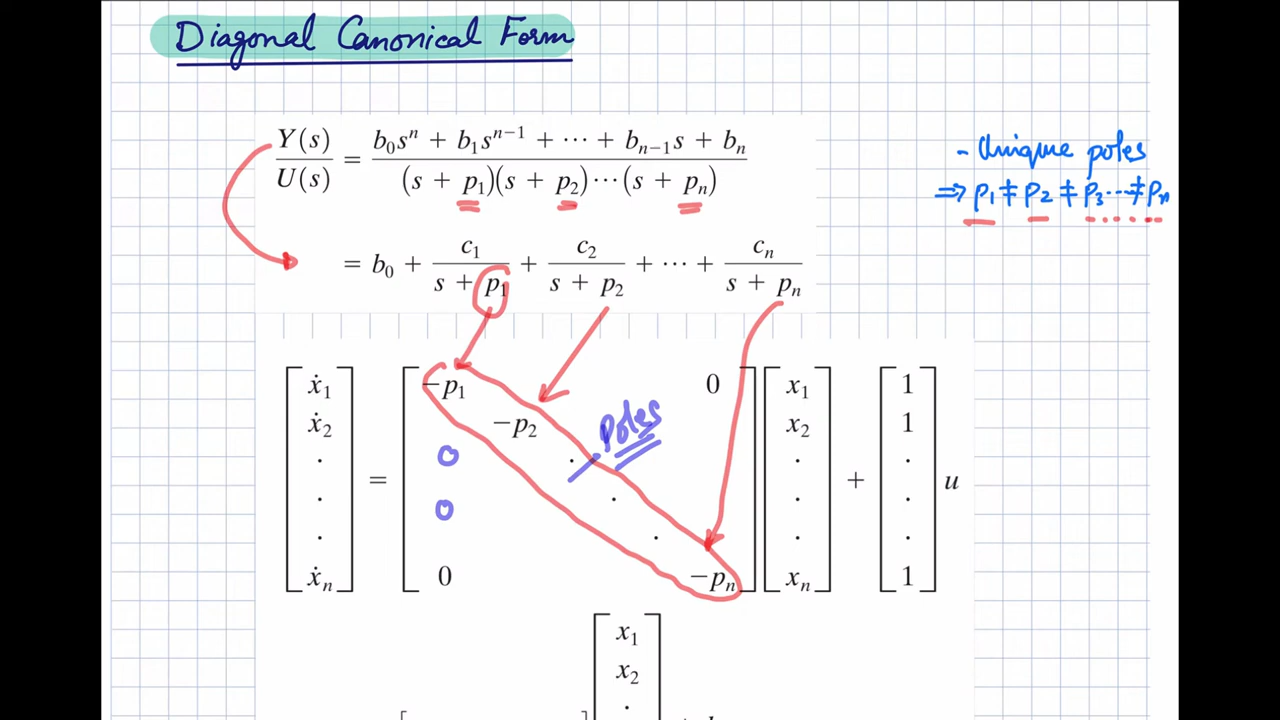 Diagonal Canonical Form
Y(s) / U(s) = (b₀sⁿ + b₁sⁿ⁻¹ + ⋯ + bₙ₋₁s + bₙ) / ((s + p₁)(s + p₂)⋯(s + pₙ))
- Unique poles
⇒ p₁ ≠ p₂ ≠ p₃ ... ≠ pₙ
= b₀ + c₁ / (s + p₁) + c₂ / (s + p₂) + ⋯ + cₙ / (s + pₙ)
ẋ₁ −p₁ 0 x₁ 1
ẋ₂ −p₂ Poles x₂ 1
. 0 . . .
. = 0 . . + . u
. . . .
ẋₙ 0 −pₙ xₙ 1
x₁
x₂
.